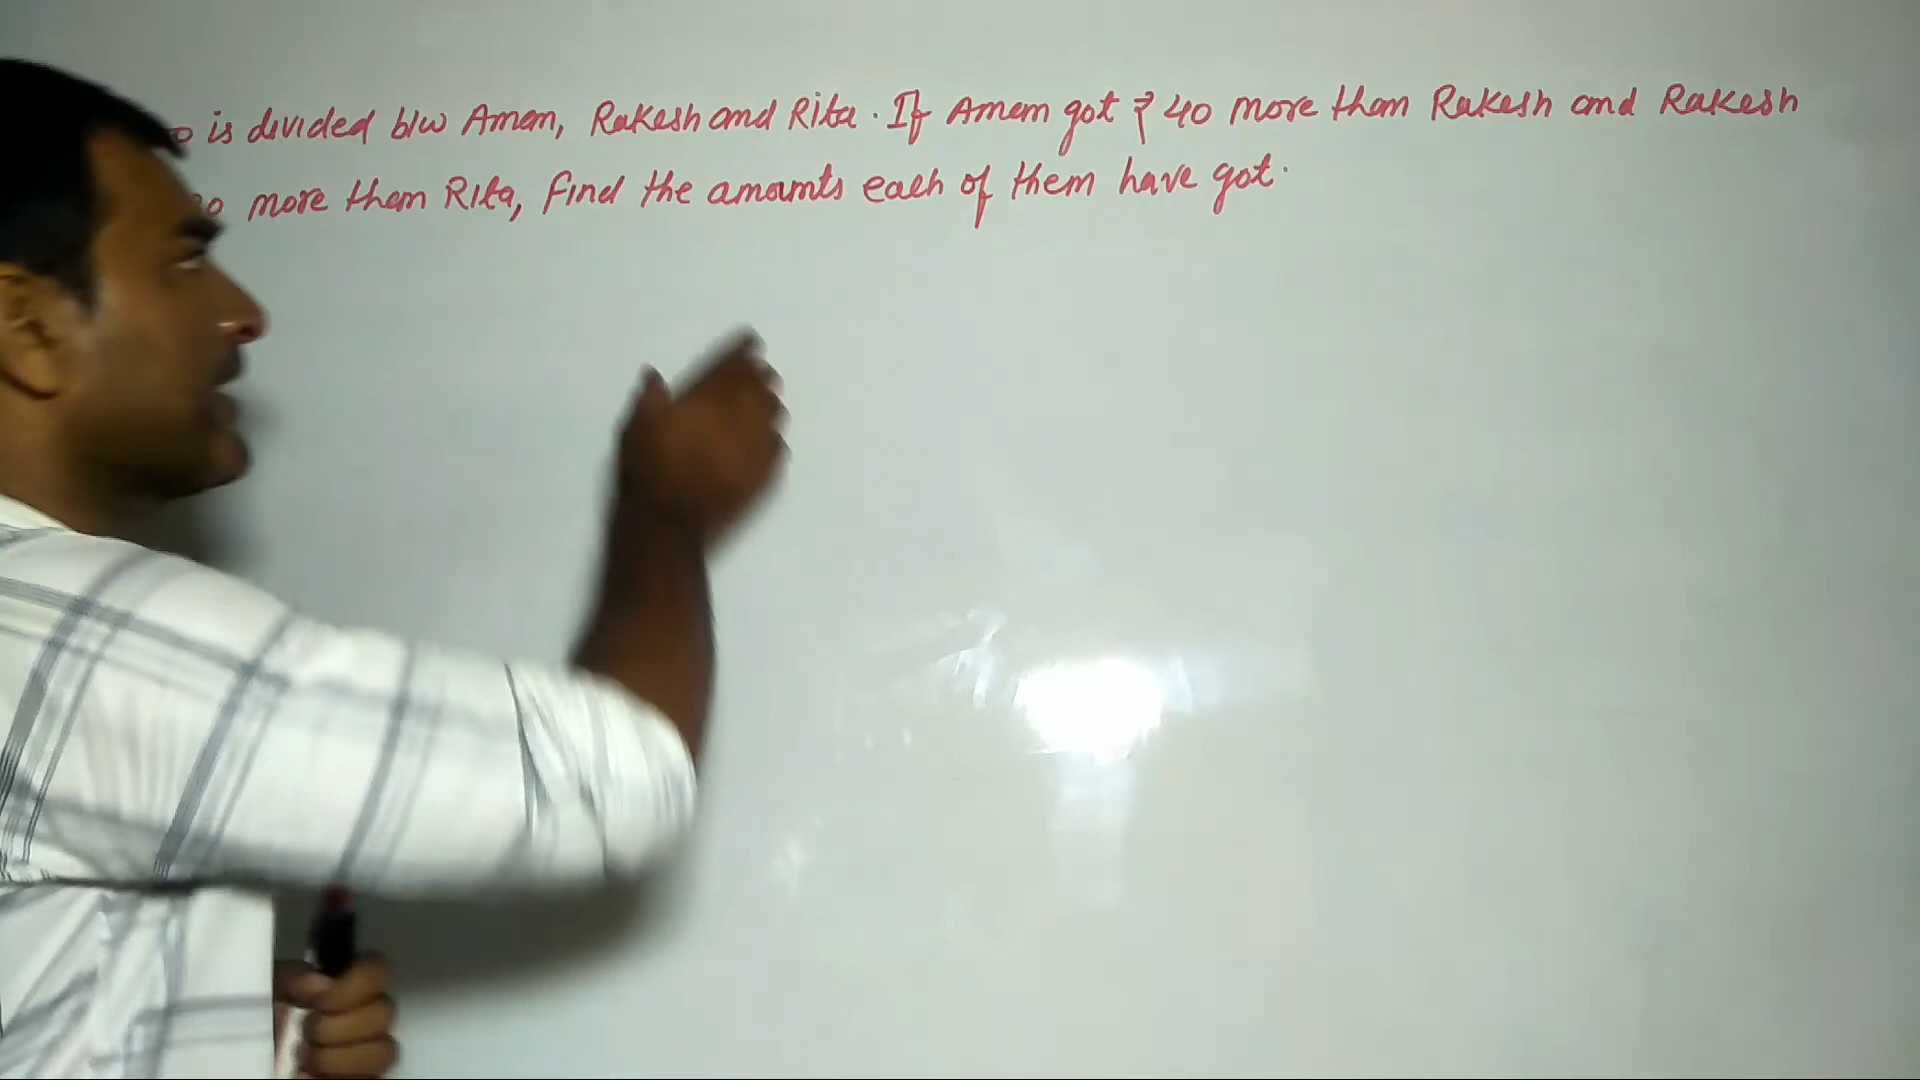 is divided b/w Aman, Rakesh and Rita. If Aman got ₹ 40 more than Rakesh and Rakesh
more than Rita, find the amounts each of them have got.